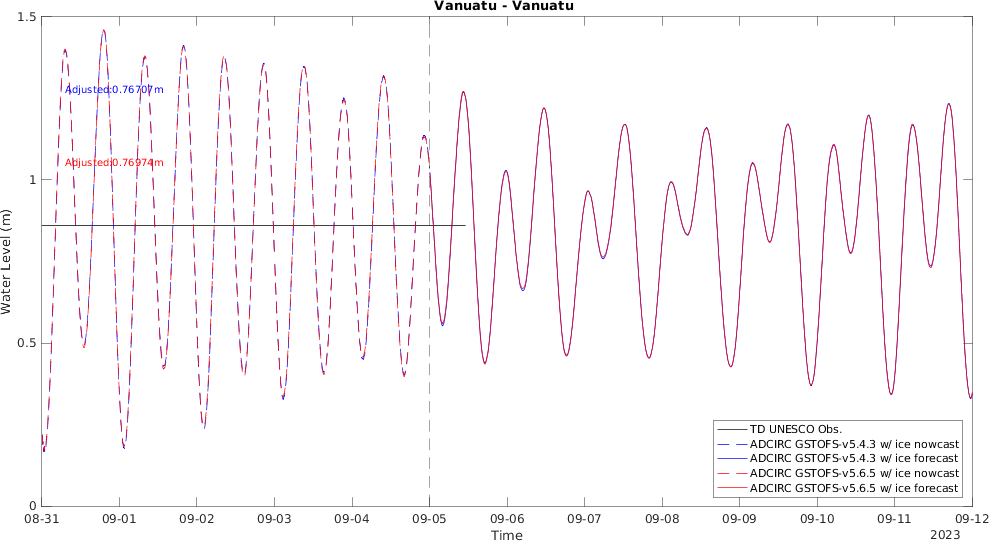 Vanuatu - Vanuatu
1.5
1
0.5
0
Water Level (m)
Adjusted:0.76707m
Adjusted:0.76974m
TD UNESCO Obs.
ADCIRC GSTOFS-v5.4.3 w/ ice nowcast
ADCIRC GSTOFS-v5.4.3 w/ ice forecast
ADCIRC GSTOFS-v5.6.5 w/ ice nowcast
ADCIRC GSTOFS-v5.6.5 w/ ice forecast
08-31 09-01 09-02 09-03 09-04 09-05 09-06 09-07 09-08 09-09 09-10 09-11 09-12
Time
2023